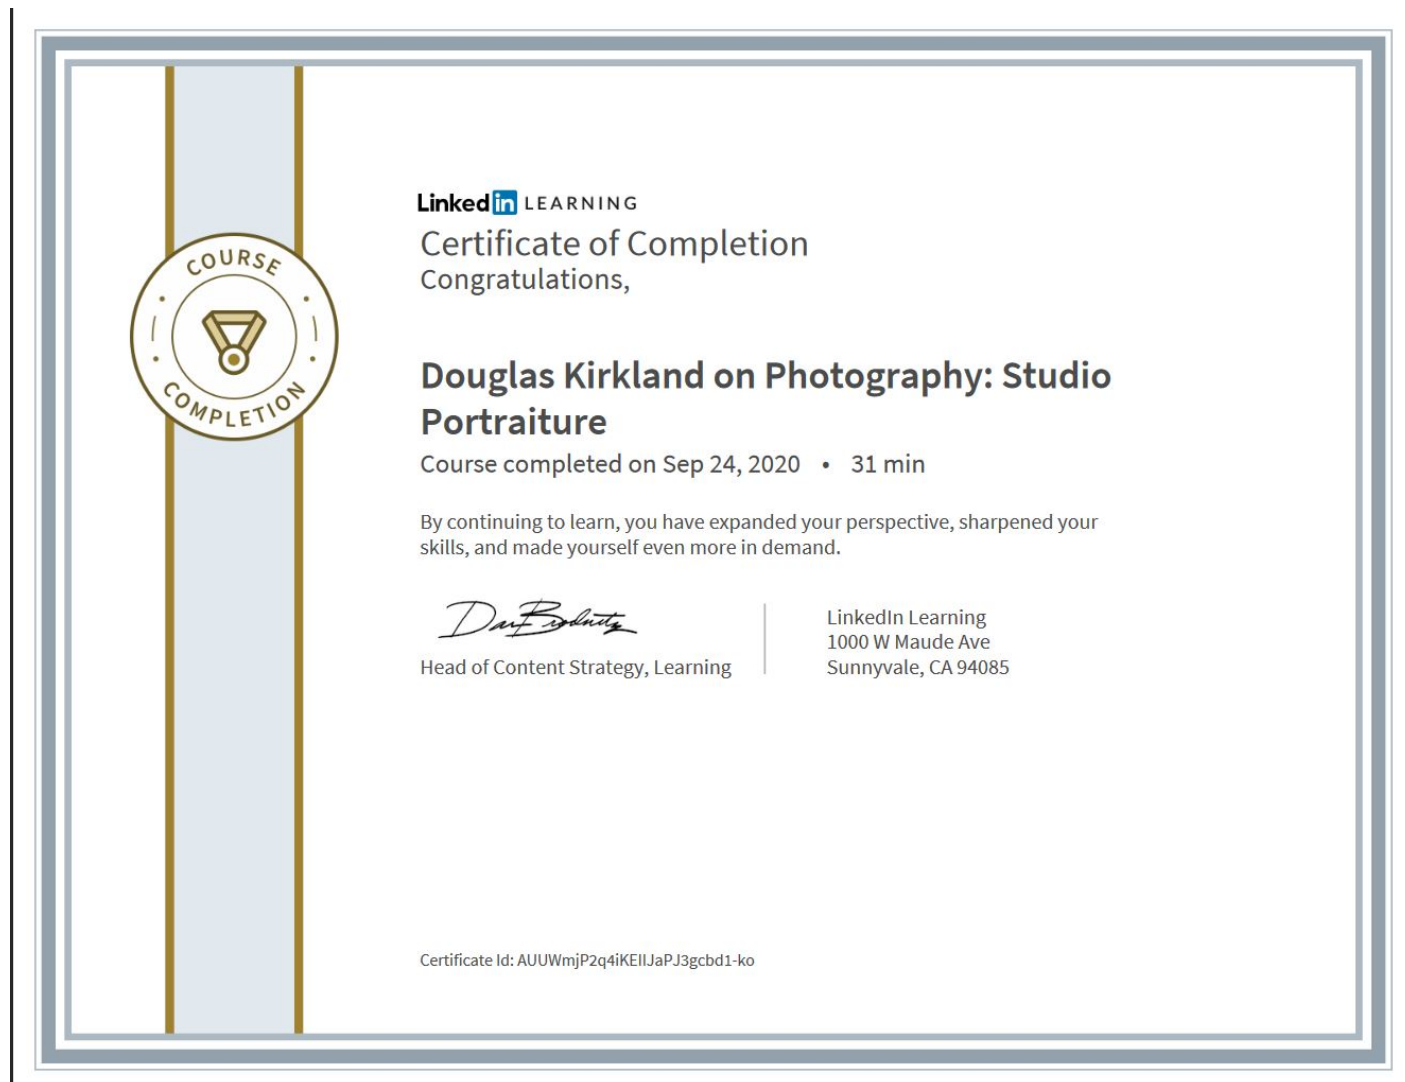 COURSE
COMPLETION
Linked in LEARNING
Certificate of Completion
Congratulations,
Douglas Kirkland on Photography: Studio
Portraiture
Course completed on Sep 24, 2020 • 31 min
By continuing to learn, you have expanded your perspective, sharpened your
skills, and made yourself even more in demand.
Head of Content Strategy, Learning
LinkedIn Learning
1000 W Maude Ave
Sunnyvale, CA 94085
Certificate Id: AUUWmjP2q4iKEIIJaPJ3gcbd1-ko